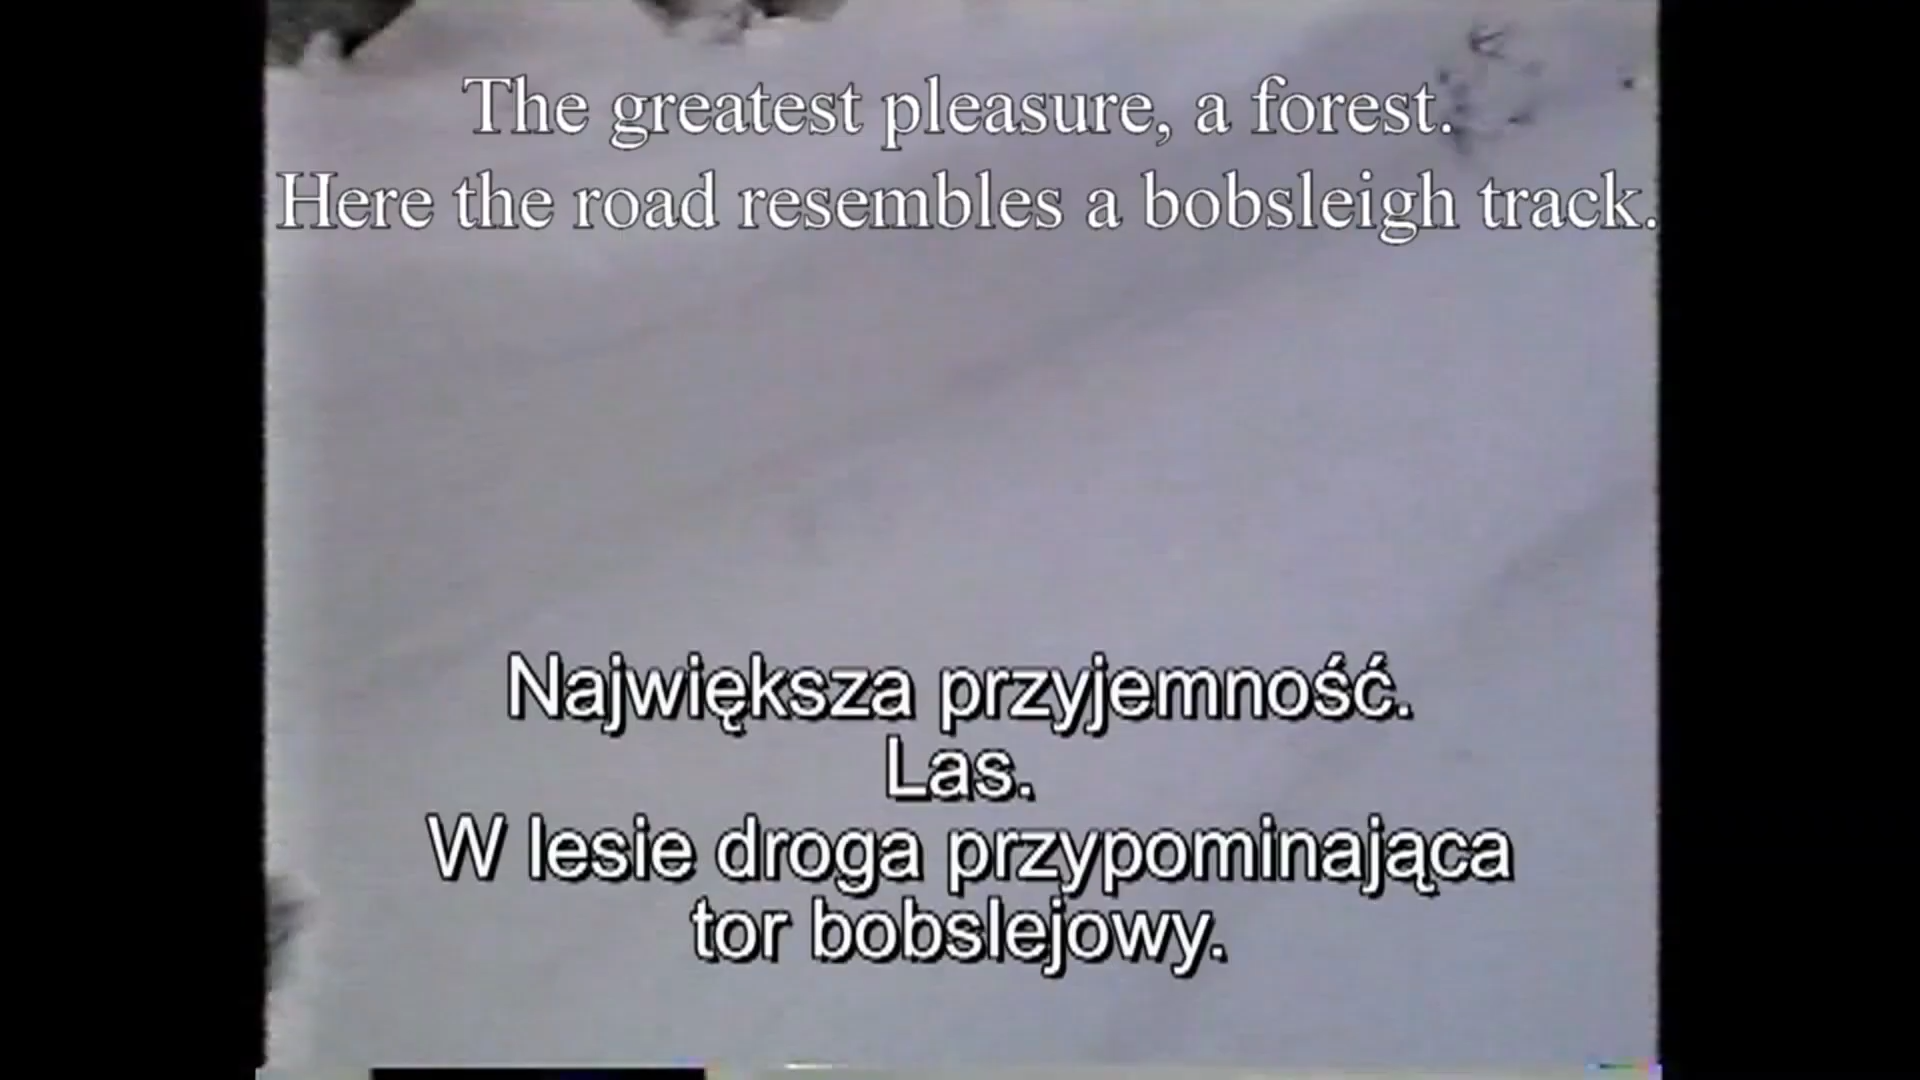 The greatest pleasure, a forest.
Here the road resembles a bobsleigh track.
Największa przyjemność.
Las.
W lesie droga przypominająca
tor bobslejowy.